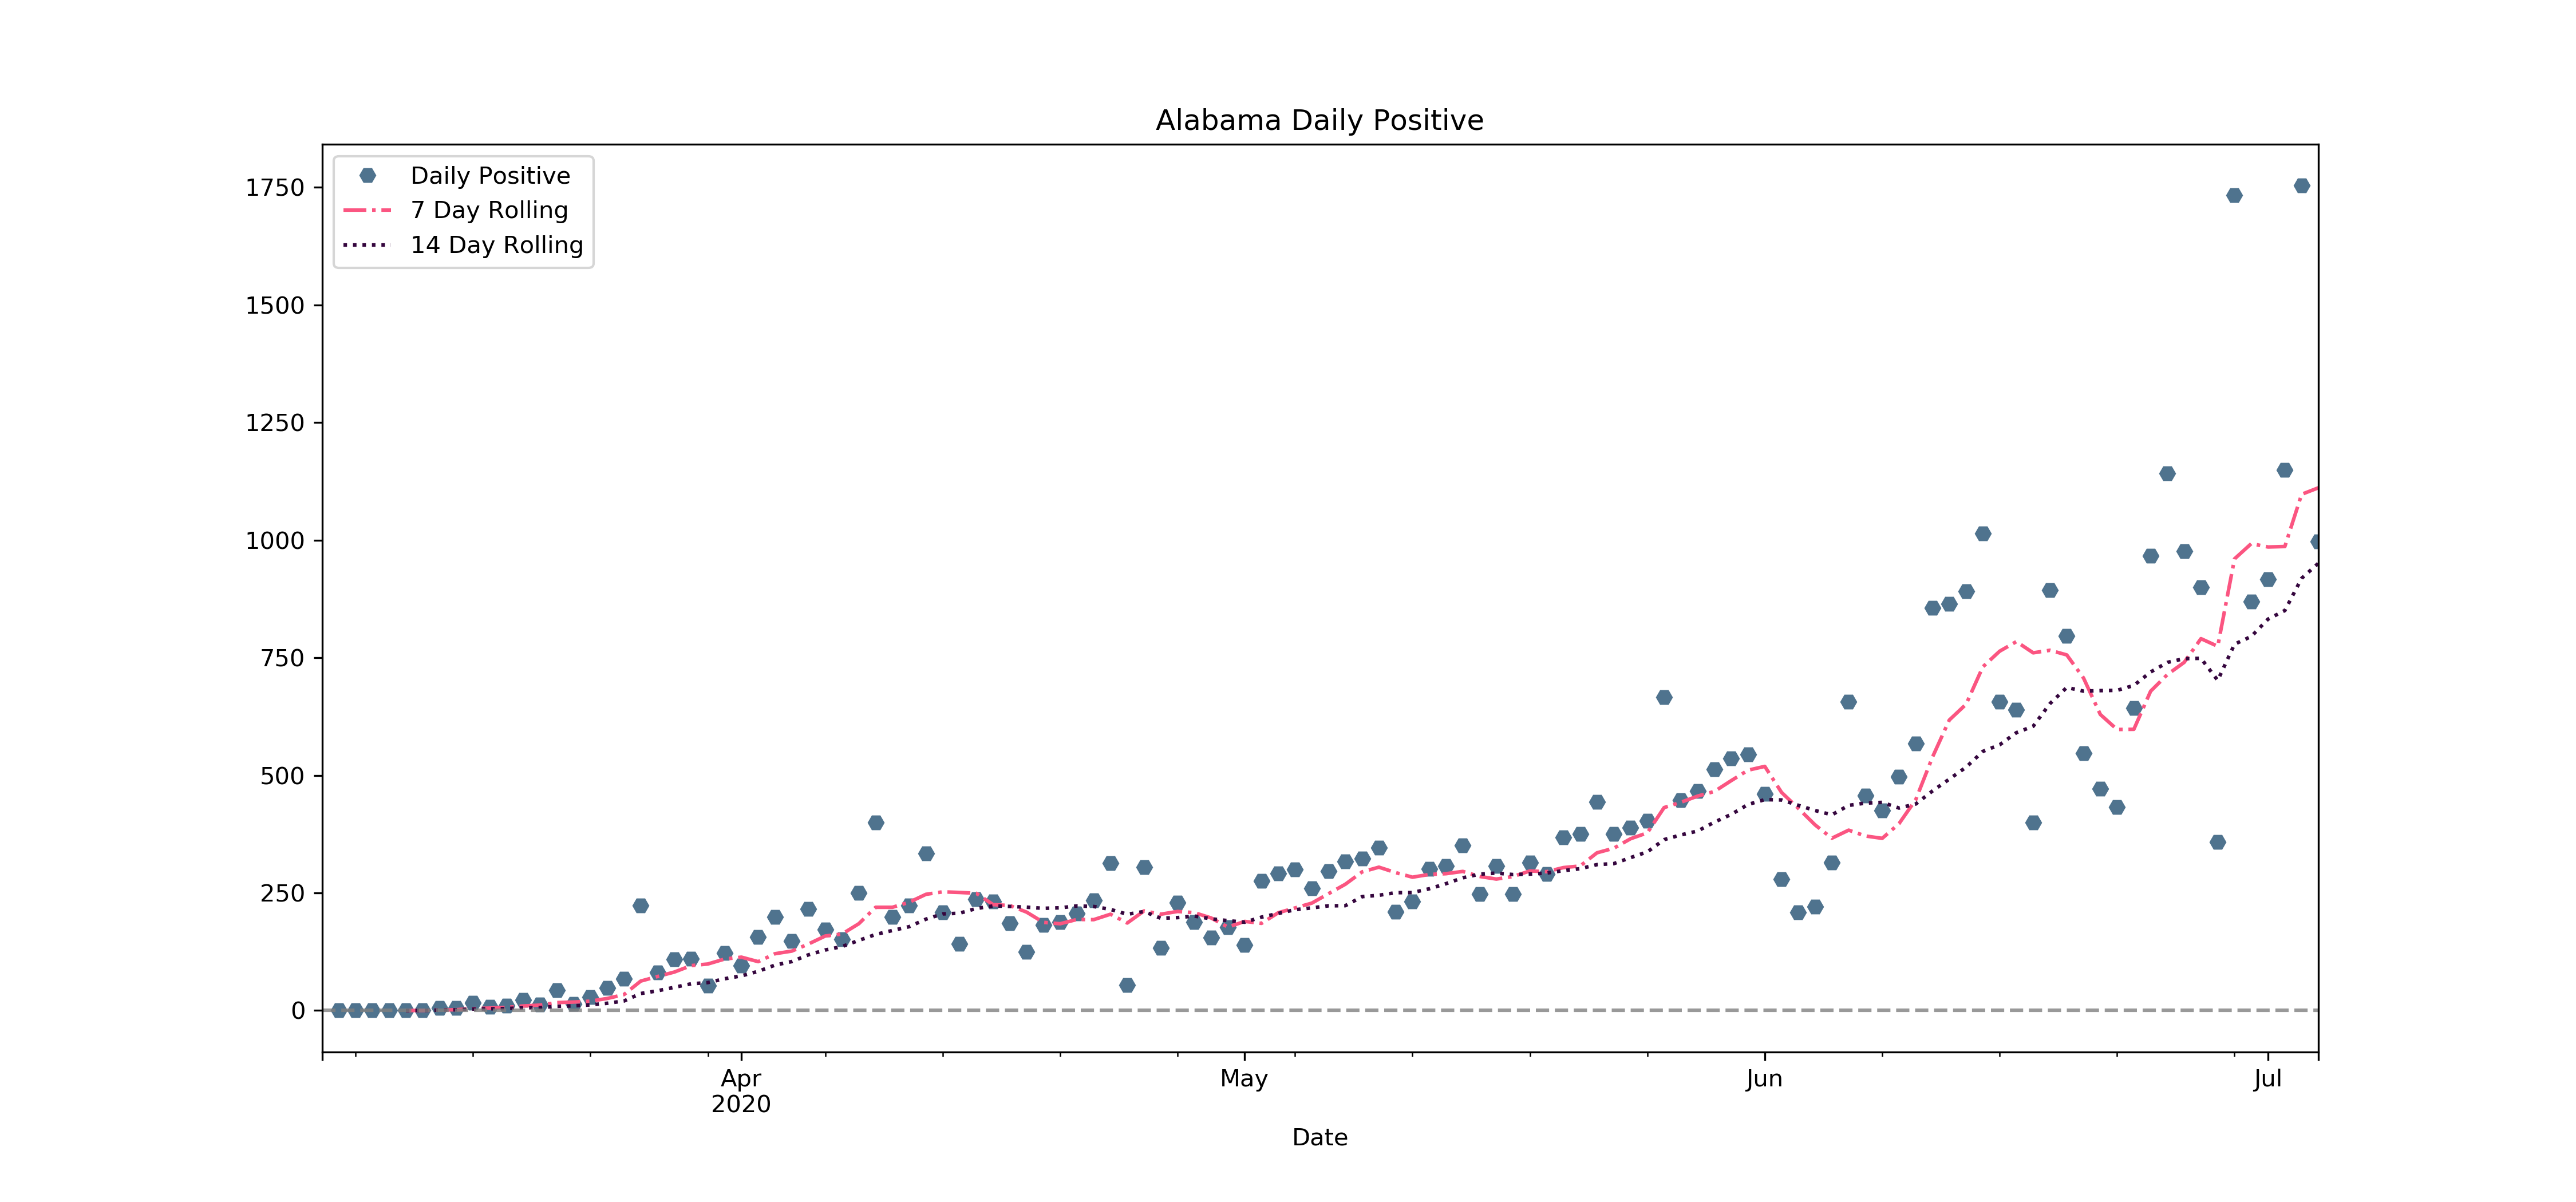 Alabama Daily Positive
Daily Positive
7 Day Rolling
14 Day Rolling
1750
1500
1250
1000
750
500
250
0
Apr
2020
May
Jun
Jul
Date